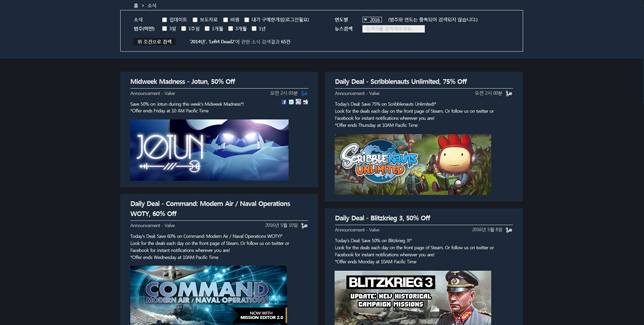 홈 > 소식
소식 업데이트 보도자료 비평 내가 구매한게임(로그인필요)
연도별 2016 (범주와 연도는 중복되어 검색되지 않습니다.)
범주(역변) 3일 1주일 1개월 3개월 1년
뉴스검색
위 조건으로 검색 '2014년', 'Left4 Dead2'에 관한 소식 검색결과 65건
Midweek Madness - Jotun, 50% Off
Announcement - Valve 오전 2시 03분
Save 50% on Jotun during this week's Midweek Madness*!
*Offer ends Friday at 10 AM Pacific Time
JOTUN
Daily Deal - Scribblenauts Unlimited, 75% Off
Announcement - Valve 오전 2시 00분
Today's Deal: Save 75% on Scribblenauts Unlimited!*
Look for the deals each day on the front page of Steam. Or follow us on twitter or
Facebook for instant notifications wherever you are!
*Offer ends Thursday at 10AM Pacific Time
SCRIBBLE
NAUTS
UNLIMITED
Daily Deal - Command: Modern Air / Naval Operations
WOTY, 60% Off
Announcement - Valve 2016년 5월 10일
Today's Deal: Save 60% on Command: Modern Air / Naval Operations WOTY!*
Look for the deals each day on the front page of Steam. Or follow us on twitter or
Facebook for instant notifications wherever you are!
*Offer ends Wednesday at 10AM Pacific Time
COMMAND
MODERN AIR / NAVAL OPERATIONS
NOW WITH
MISSION EDITOR 2.0
Daily Deal - Blitzkrieg 3, 50% Off
Announcement - Valve 2016년 5월 8일
Today's Deal: Save 50% on Blitzkrieg 3!*
Look for the deals each day on the front page of Steam. Or follow us on twitter or
Facebook for instant notifications wherever you are!
*Offer ends Monday at 10AM Pacific Time
BLITZKRIEG 3
UPDATE: NEW HISTORICAL
CAMPAIGN MISSIONS